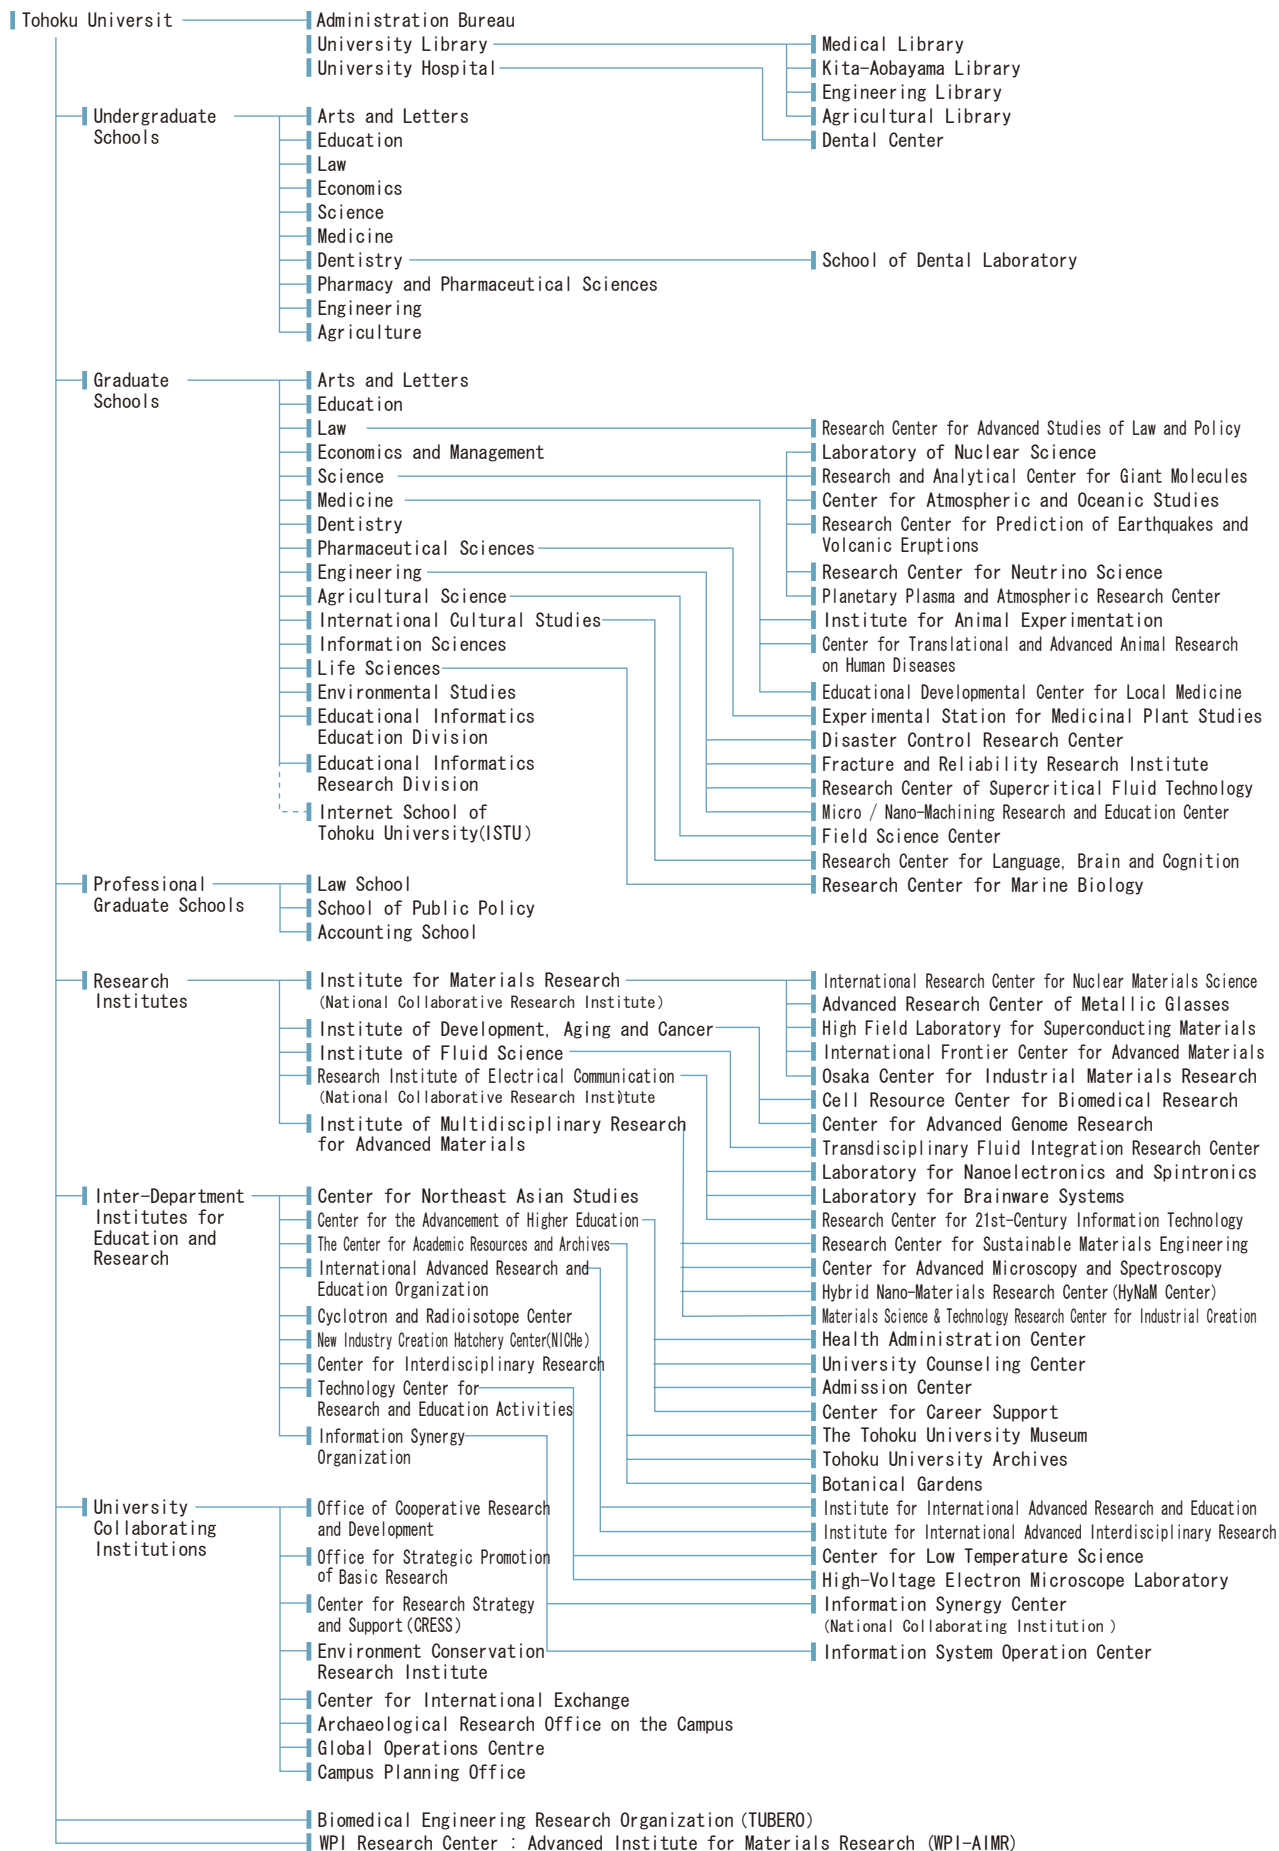 Tohoku Universit
Administration Bureau
University Library
Medical Library
University Hospital
Kita-Aobayama Library
Engineering Library
Undergraduate
Schools
Arts and Letters
Agricultural Library
Education
Dental Center
Law
Economics
Science
Medicine
Dentistry
School of Dental Laboratory
Pharmacy and Pharmaceutical Sciences
Engineering
Agriculture
Graduate
Schools
Arts and Letters
Education
Law
Research Center for Advanced Studies of Law and Policy
Economics and Management
Laboratory of Nuclear Science
Science
Research and Analytical Center for Giant Molecules
Medicine
Center for Atmospheric and Oceanic Studies
Dentistry
Research Center for Prediction of Earthquakes and
Volcanic Eruptions
Pharmaceutical Sciences
Engineering
Research Center for Neutrino Science
Agricultural Science
Planetary Plasma and Atmospheric Research Center
International Cultural Studies
Institute for Animal Experimentation
Information Sciences
Center for Translational and Advanced Animal Research
on Human Diseases
Life Sciences
Environmental Studies
Educational Developmental Center for Local Medicine
Educational Informatics
Education Division
Experimental Station for Medicinal Plant Studies
Disaster Control Research Center
Educational Informatics
Research Division
Fracture and Reliability Research Institute
Research Center of Supercritical Fluid Technology
Internet School of
Tohoku University(ISTU)
Micro / Nano-Machining Research and Education Center
Field Science Center
Research Center for Language, Brain and Cognition
Professional
Graduate Schools
Law School
Research Center for Marine Biology
School of Public Policy
Accounting School
Research
Institutes
Institute for Materials Research
(National Collaborative Research Institute)
International Research Center for Nuclear Materials Science
Advanced Research Center of Metallic Glasses
Institute of Development, Aging and Cancer
High Field Laboratory for Superconducting Materials
Institute of Fluid Science
International Frontier Center for Advanced Materials
Research Institute of Electrical Communication
(National Collaborative Research Institute)
Osaka Center for Industrial Materials Research
Cell Resource Center for Biomedical Research
Institute of Multidisciplinary Research
for Advanced Materials
Center for Advanced Genome Research
Transdisciplinary Fluid Integration Research Center
Laboratory for Nanoelectronics and Spintronics
Inter-Department
Institutes for
Education and
Research
Center for Northeast Asian Studies
Laboratory for Brainware Systems
Center for the Advancement of Higher Education
Research Center for 21st-Century Information Technology
The Center for Academic Resources and Archives
Research Center for Sustainable Materials Engineering
International Advanced Research and
Education Organization
Center for Advanced Microscopy and Spectroscopy
Hybrid Nano-Materials Research Center(HyNaM Center)
Cyclotron and Radioisotope Center
Materials Science & Technology Research Center for Industrial Creation
New Industry Creation Hatchery Center(NICHe)
Health Administration Center
Center for Interdisciplinary Research
University Counseling Center
Technology Center for
Research and Education Activities
Admission Center
Center for Career Support
Information Synergy
Organization
The Tohoku University Museum
Tohoku University Archives
Botanical Gardens
University
Collaborating
Institutions
Office of Cooperative Research
and Development
Institute for International Advanced Research and Education
Institute for International Advanced Interdisciplinary Research
Office for Strategic Promotion
of Basic Research
Center for Low Temperature Science
High-Voltage Electron Microscope Laboratory
Center for Research Strategy
and Support(CRESS)
Information Synergy Center
(National Collaborating Institution)
Environment Conservation
Research Institute
Information System Operation Center
Center for International Exchange
Archaeological Research Office on the Campus
Global Operations Centre
Campus Planning Office
Biomedical Engineering Research Organization(TUBERO)
WPI Research Center : Advanced Institute for Materials Research (WPI-AIMR)